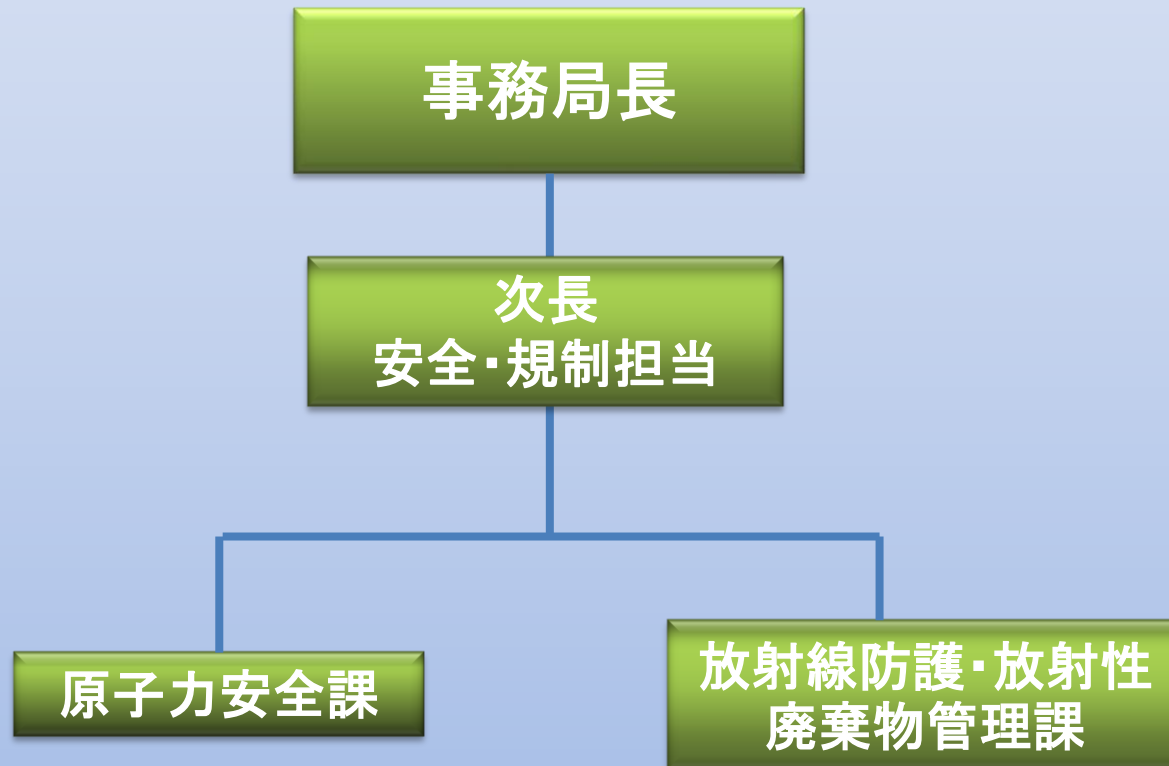 事務局長
次長
安全･規制担当
原子力安全課
放射線防護･放射性
廃棄物管理課